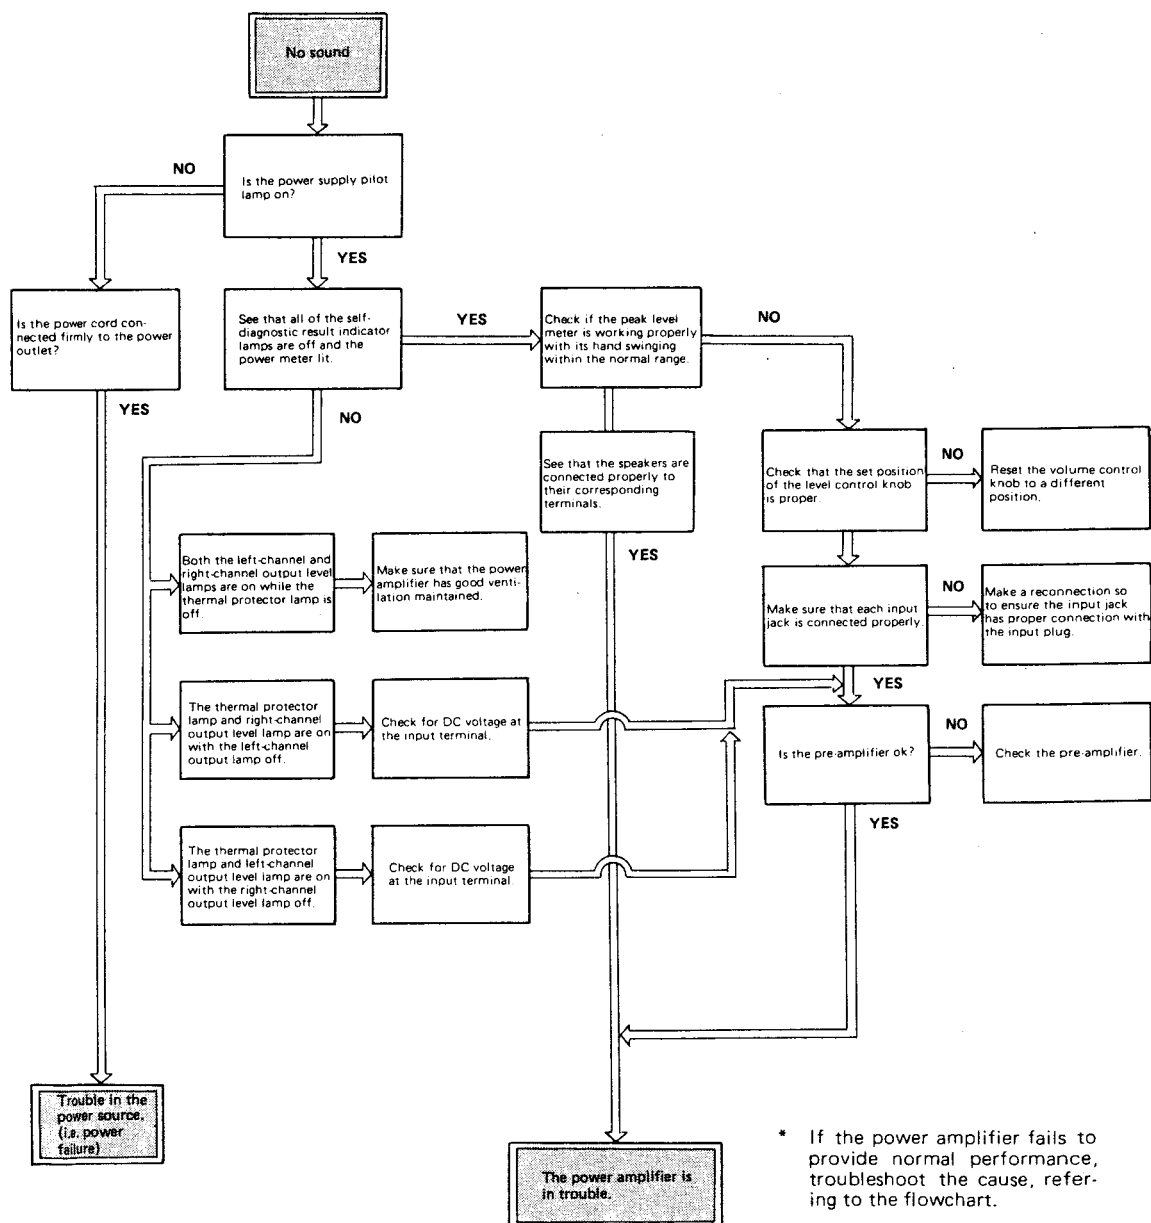 No sound
NO
Is the power supply pilot
lamp on?
YES
Is the power cord con-
nected firmly to the power
outlet?
YES
See that all of the self-
diagnostic result indicator
lamps are off and the
power meter lit.
YES
NO
Check if the peak level
meter is working properly
with its hand swinging
within the normal range.
NO
See that the speakers are
connected properly to
their corresponding
terminals.
YES
Check that the set position
of the level control knob
is proper.
NO
Reset the volume control
knob to a different
position.
Both the left-channel and
right-channel output level
lamps are on while the
thermal protector lamp is
off.
Make sure that the power
amplifier has good venti-
lation maintained.
Make sure that each input
jack is connected properly.
NO
Make a reconnection so
to ensure the input jack
has proper connection with
the input plug.
YES
The thermal protector
lamp and right-channel
output level lamp are on
with the left-channel
output lamp off.
Check for DC voltage at
the input terminal.
Is the pre-amplifier ok?
NO
Check the pre-amplifier.
YES
The thermal protector
lamp and left-channel
output level lamp are on
with the right-channel
output level lamp off.
Check for DC voltage
at the input terminal.
Trouble in the
power source.
(i.e. power
failure)
The power amplifier is
in trouble.
* If the power amplifier fails to
provide normal performance,
troubleshoot the cause, refer-
ing to the flowchart.